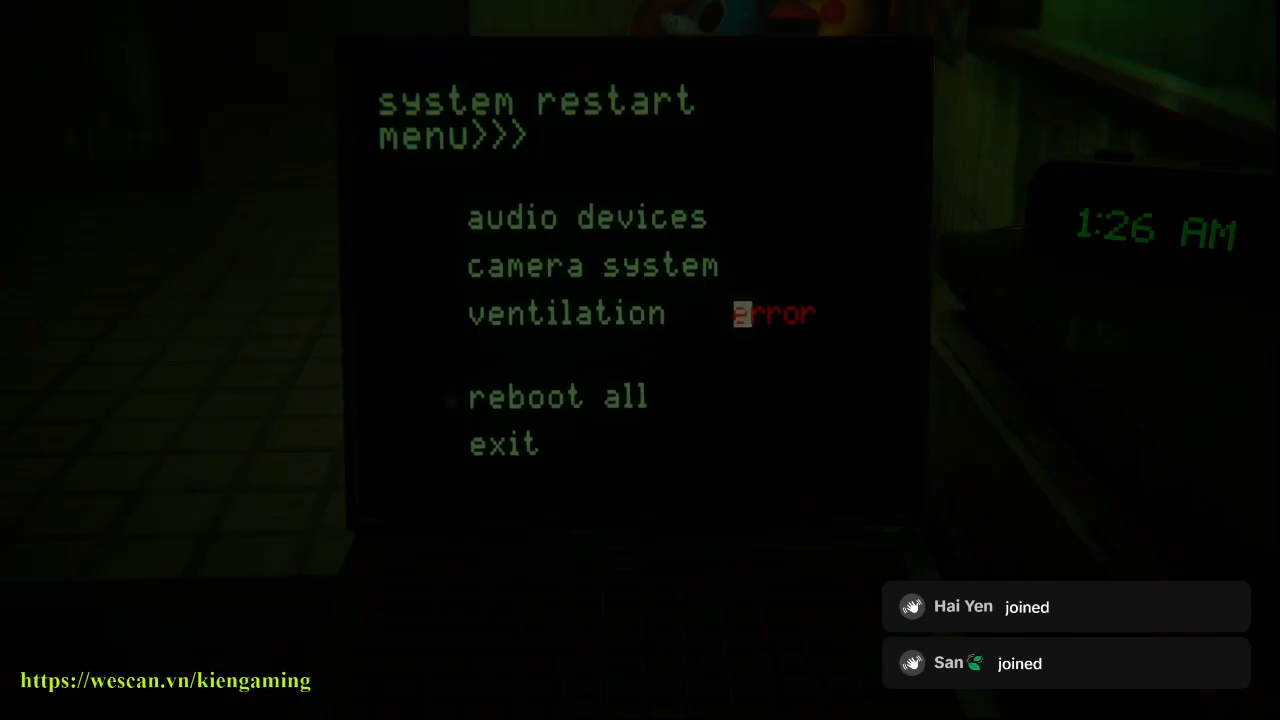 system restart
menu>>>
audio devices
camera system
ventilation error
reboot all
exit
1:26 AM
Hai Yen joined
San joined
https://wescan.vn/kiengaming